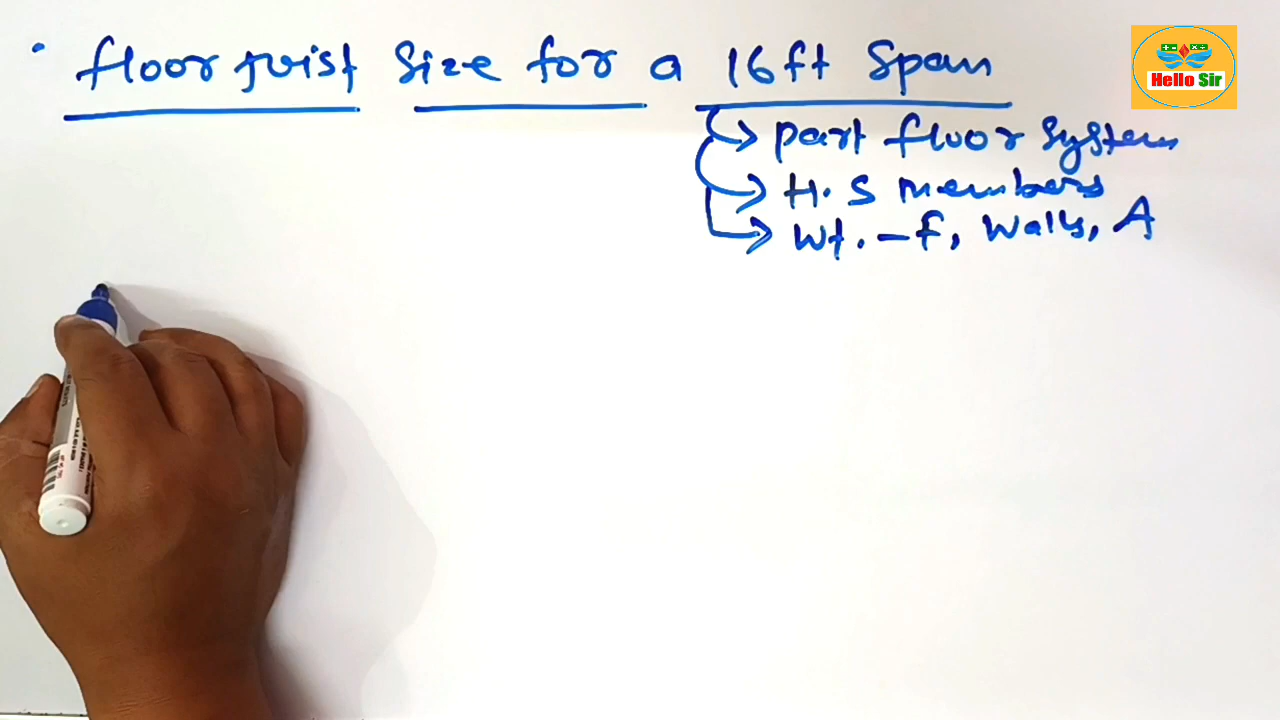 floor joist size for a 16ft span
Hello Sir
part floor system
H.S members
Wt. - F, Walls, A